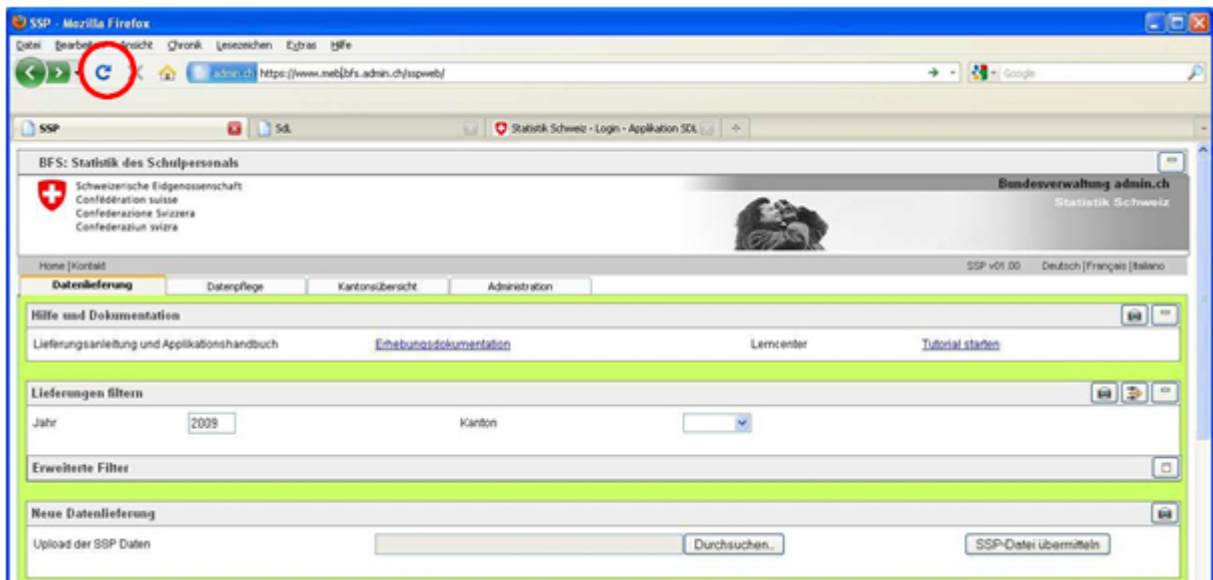 SSP - Mozilla Firefox
Datei Bearbeiten Ansicht Chronik Lesezeichen Extras Hilfe
admin.ch https://www.meb.bfs.admin.ch/sspweb/ Google
SSP SdL Statistik Schweiz - Login - Applikation SDL
BFS: Statistik des Schulpersonals
Schweizerische Eidgenossenschaft
Confédération suisse
Confederazione Svizzera
Confederaziun svizra
Bundesverwaltung admin.ch
Statistik Schweiz
Home | Kontakt SSP v01.00 Deutsch | Français | Italiano
Datenlieferung Datenpflege Kantonsübersicht Administration
Hilfe und Dokumentation
Lieferungsanleitung und Applikationshandbuch Erhebungsdokumentation Lerncenter Tutorial starten
Lieferungen filtern
Jahr 2009 Kanton
Erweiterte Filter
Neue Datenlieferung
Upload der SSP Daten Durchsuchen.. SSP-Datei übermitteln